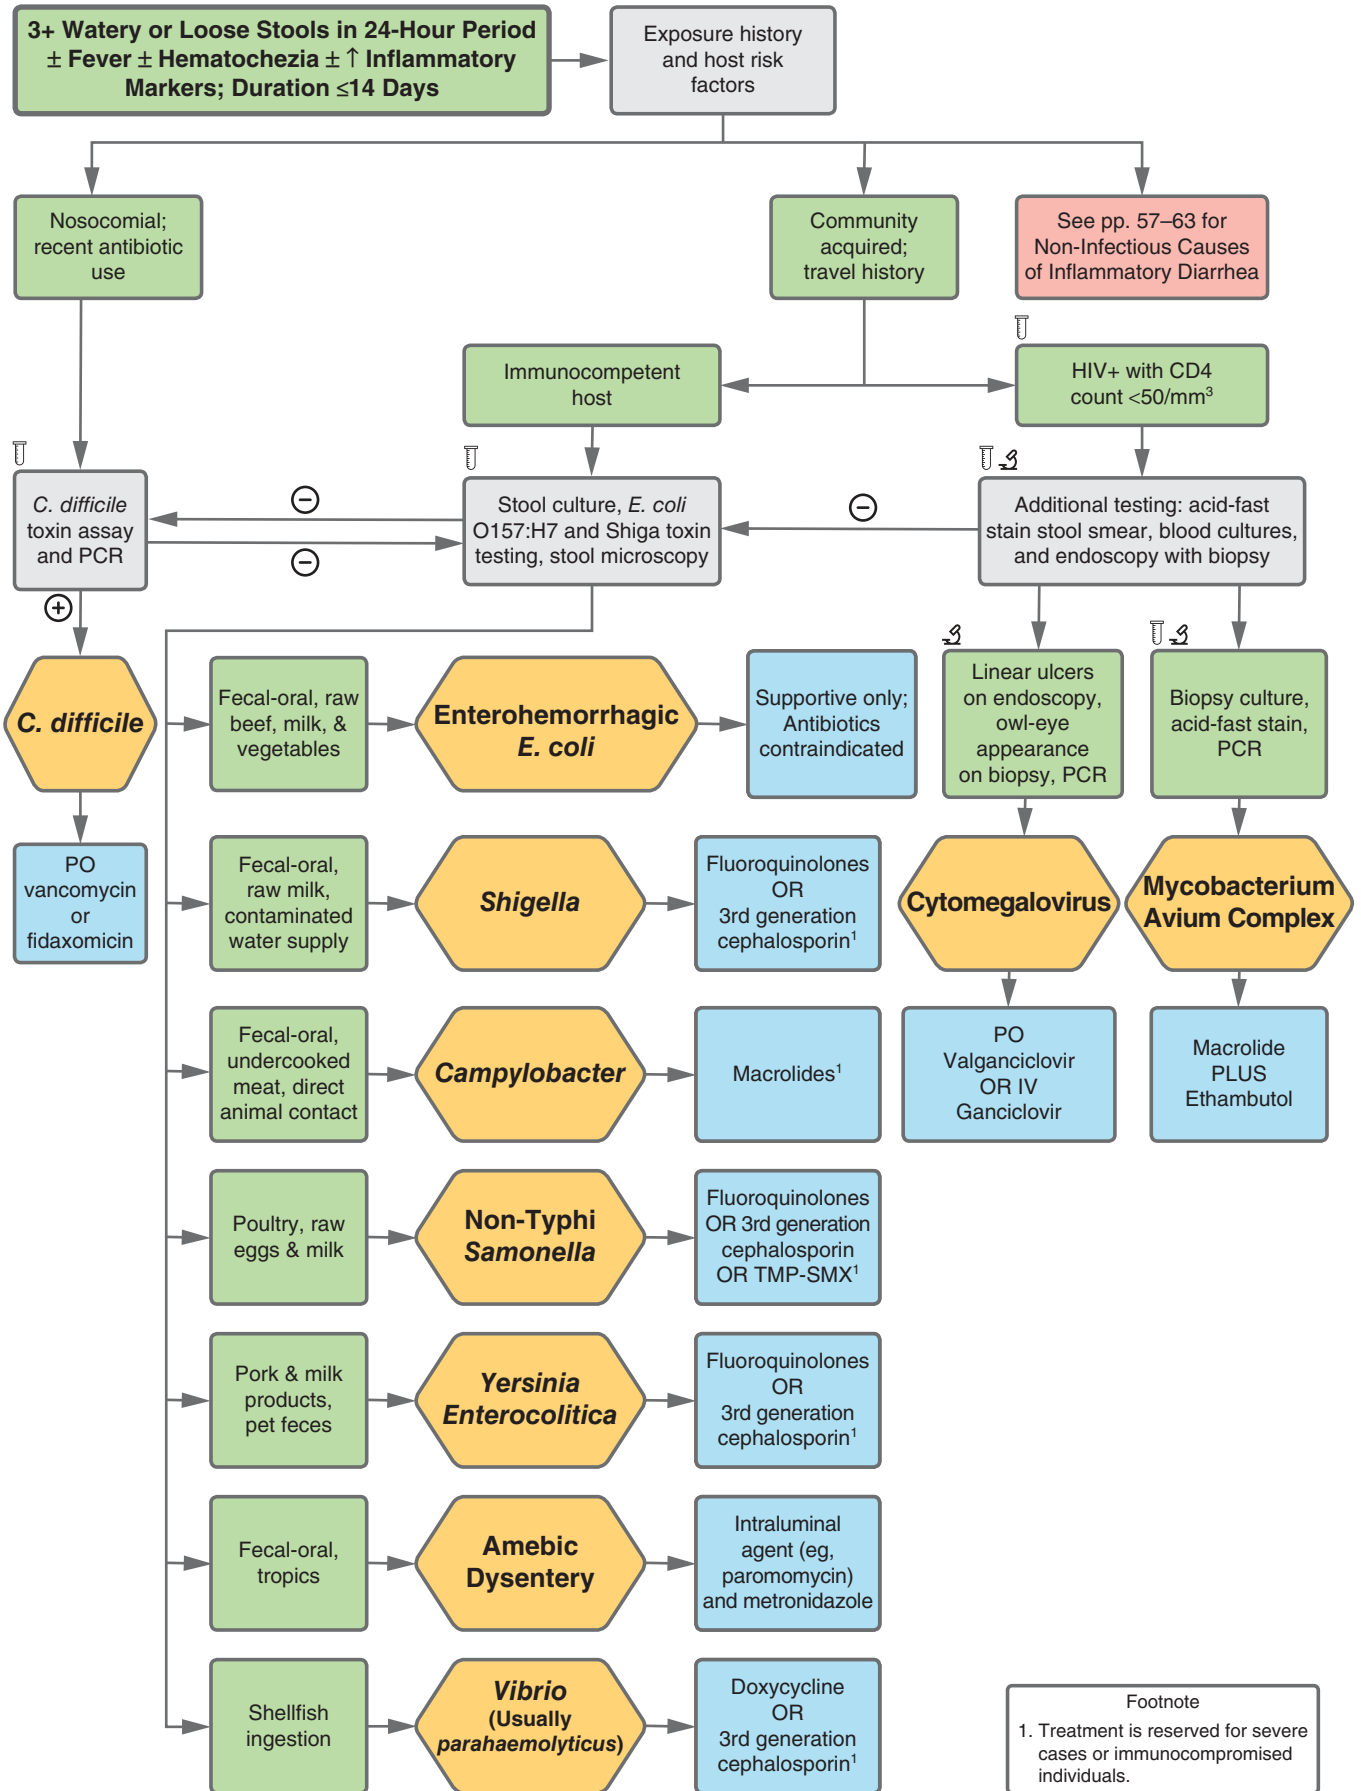 3+ Watery or Loose Stools in 24-Hour Period
± Fever ± Hematochezia ± ↑ Inflammatory
Markers; Duration ≤14 Days
Exposure history
and host risk
factors
Nosocomial;
recent antibiotic
use
Community
acquired;
travel history
See pp. 57–63 for
Non-Infectious Causes
of Inflammatory Diarrhea
Immunocompetent
host
HIV+ with CD4
count <50/mm³
C. difficile
toxin assay
and PCR
−
−
Stool culture, E. coli
O157:H7 and Shiga toxin
testing, stool microscopy
−
Additional testing: acid-fast
stain stool smear, blood cultures,
and endoscopy with biopsy
+
C. difficile
PO
vancomycin
or
fidaxomicin
Fecal-oral, raw
beef, milk, &
vegetables
Enterohemorrhagic
E. coli
Supportive only;
Antibiotics
contraindicated
Linear ulcers
on endoscopy,
owl-eye
appearance
on biopsy, PCR
Biopsy culture,
acid-fast stain,
PCR
Fecal-oral,
raw milk,
contaminated
water supply
Shigella
Fluoroquinolones
OR
3rd generation
cephalosporin¹
Cytomegalovirus
Mycobacterium
Avium Complex
Fecal-oral,
undercooked
meat, direct
animal contact
Campylobacter
Macrolides¹
PO
Valganciclovir
OR IV
Ganciclovir
Macrolide
PLUS
Ethambutol
Poultry, raw
eggs & milk
Non-Typhi
Samonella
Fluoroquinolones
OR 3rd generation
cephalosporin
OR TMP-SMX¹
Pork & milk
products,
pet feces
Yersinia
Enterocolitica
Fluoroquinolones
OR
3rd generation
cephalosporin¹
Fecal-oral,
tropics
Amebic
Dysentery
Intraluminal
agent (eg,
paromomycin)
and metronidazole
Shellfish
ingestion
Vibrio
(Usually
parahaemolyticus)
Doxycycline
OR
3rd generation
cephalosporin¹
Footnote
1. Treatment is reserved for severe
cases or immunocompromised
individuals.